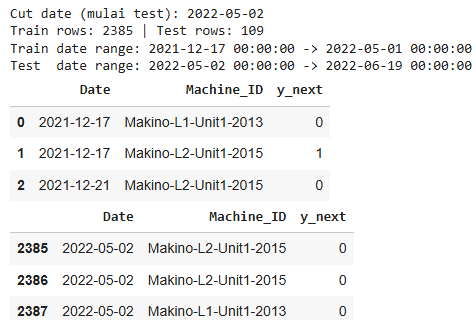 Cut date (mulai test): 2022-05-02
Train rows: 2385 | Test rows: 109
Train date range: 2021-12-17 00:00:00 -> 2022-05-01 00:00:00
Test  date range: 2022-05-02 00:00:00 -> 2022-06-19 00:00:00
Date Machine_ID y_next
0 2021-12-17 Makino-L1-Unit1-2013 0
1 2021-12-17 Makino-L2-Unit1-2015 1
2 2021-12-21 Makino-L2-Unit1-2015 0
Date Machine_ID y_next
2385 2022-05-02 Makino-L2-Unit1-2015 0
2386 2022-05-02 Makino-L2-Unit1-2015 0
2387 2022-05-02 Makino-L1-Unit1-2013 0